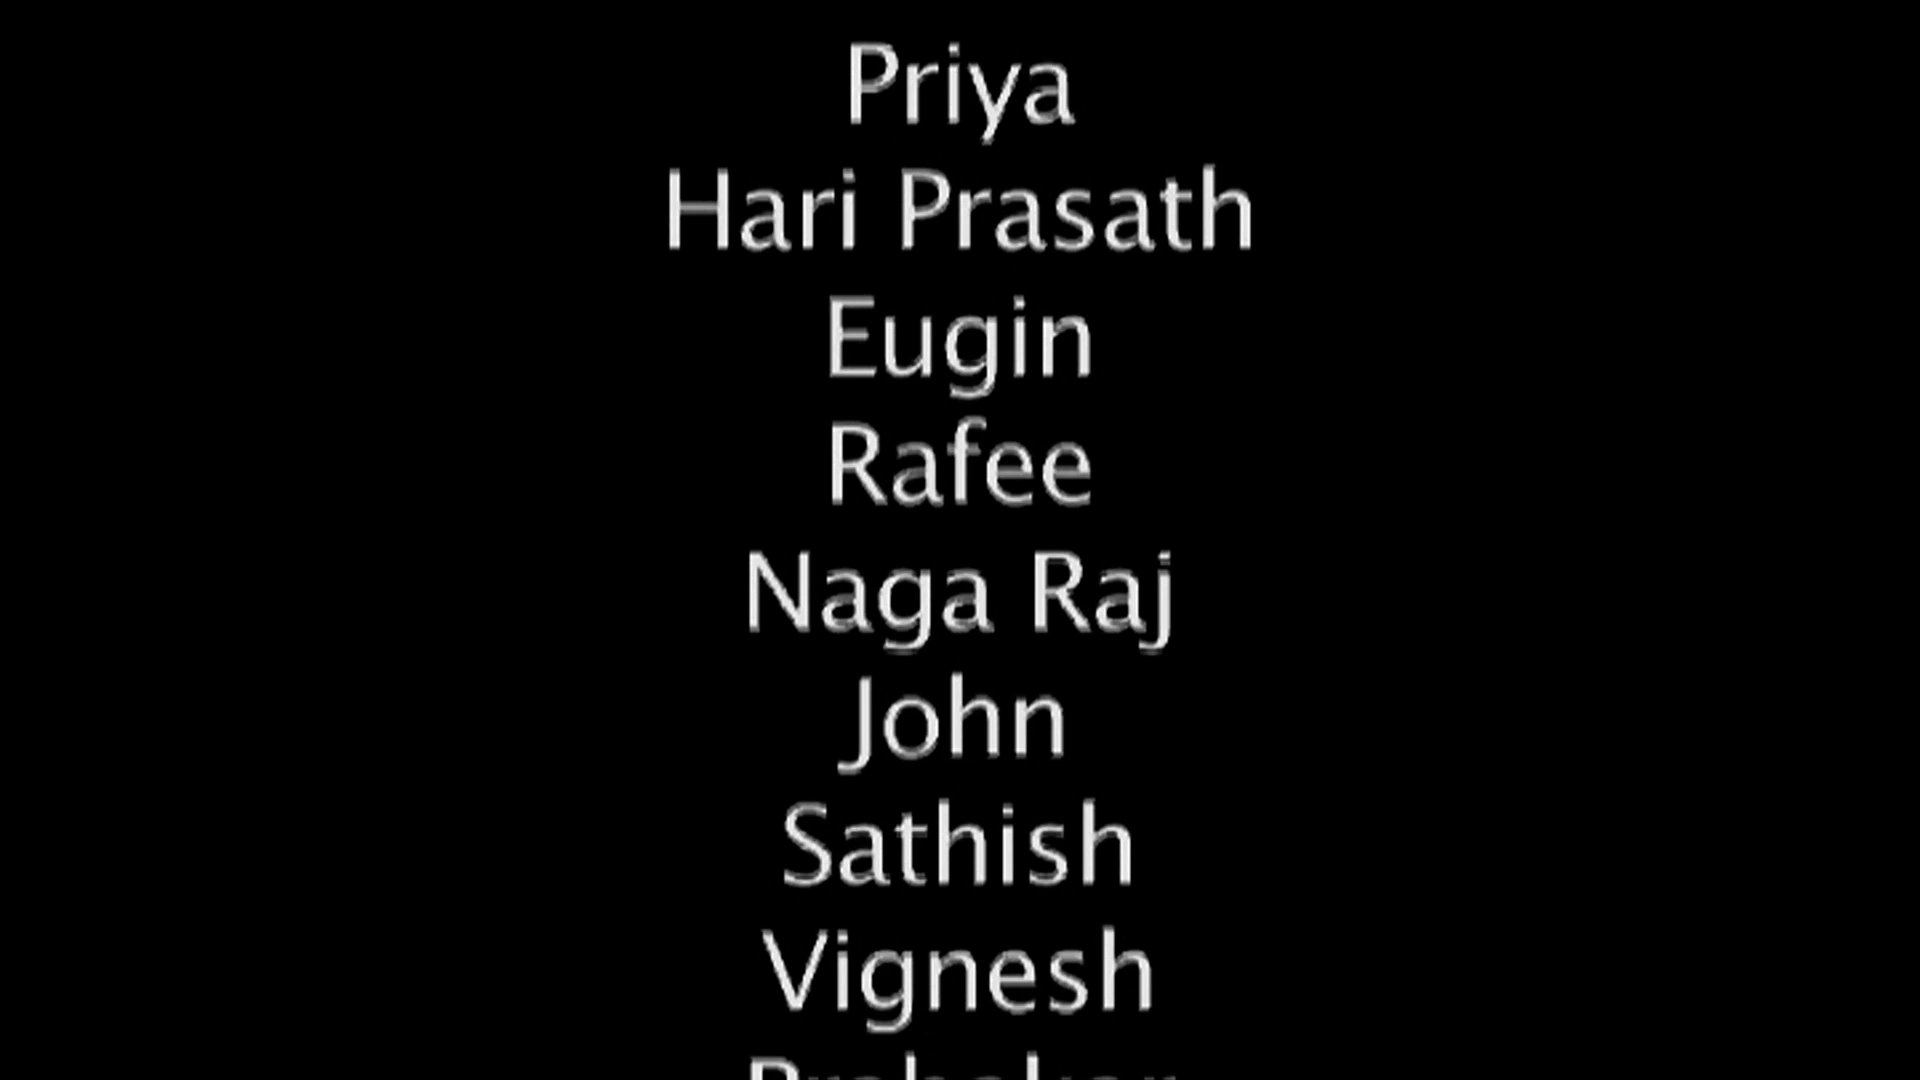 Priya
Hari Prasath
Eugin
Rafee
Naga Raj
John
Sathish
Vignesh